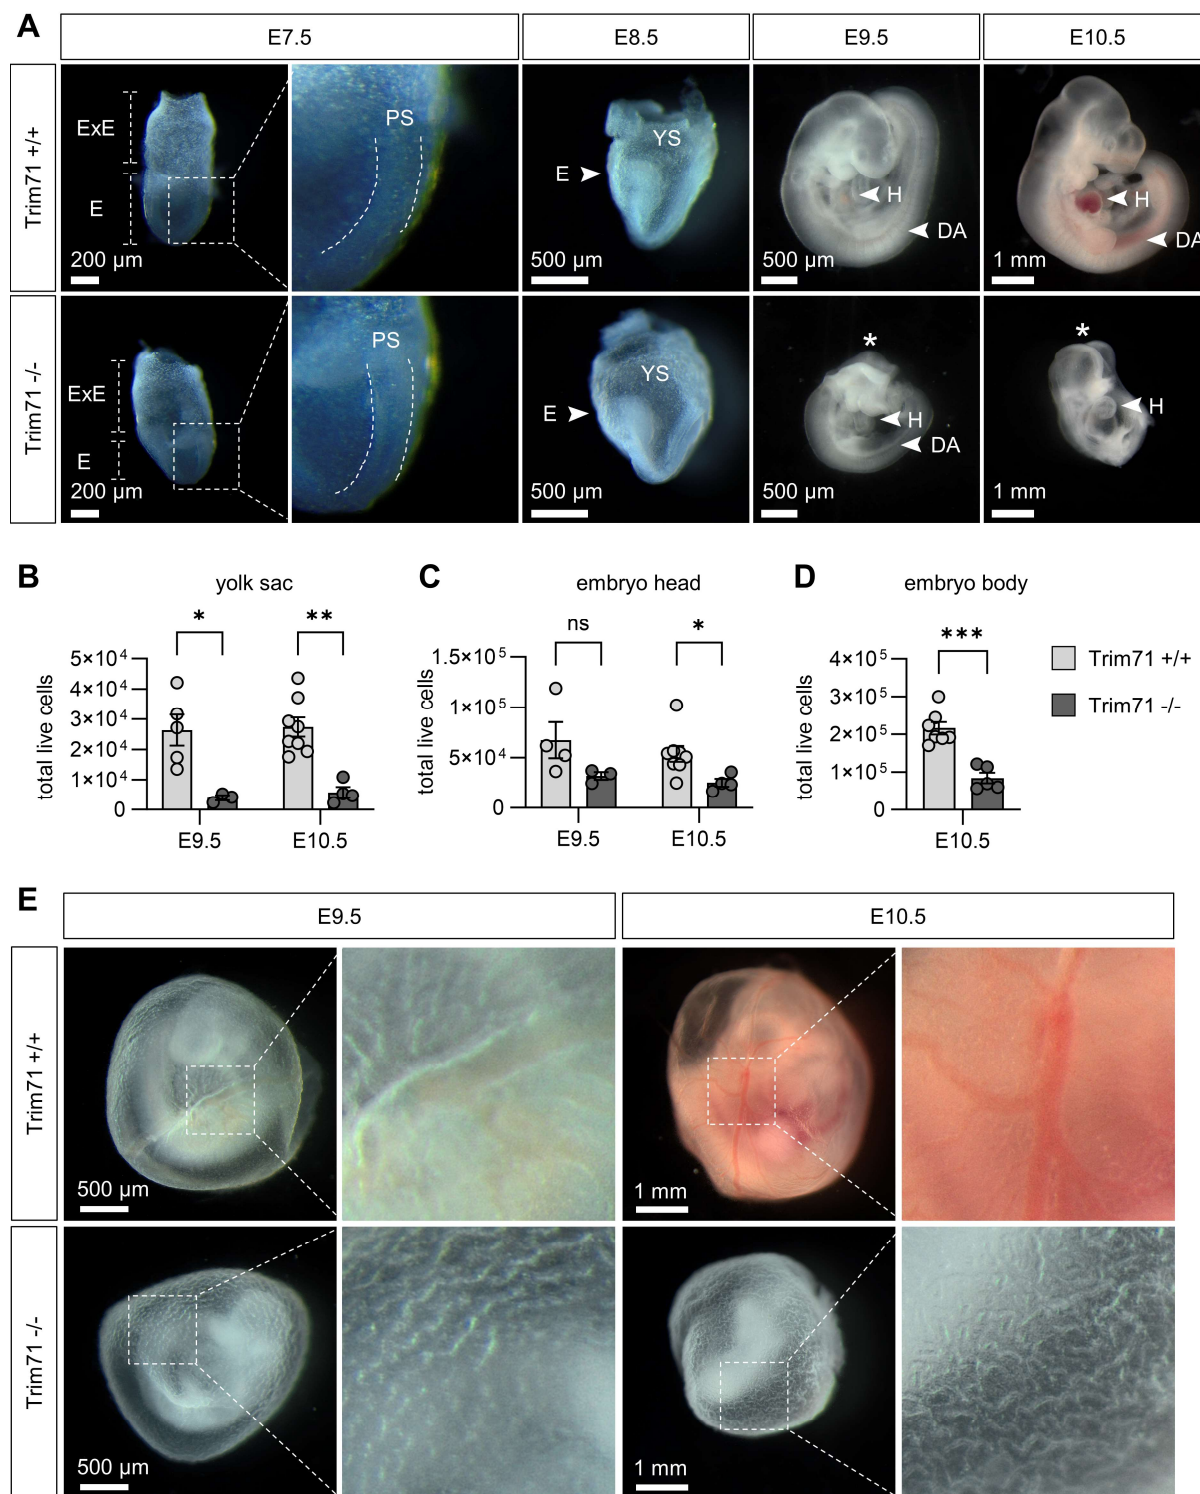 A
E7.5
E8.5
E9.5
E10.5
Trim71 +/+
ExE
E
200 µm
PS
E
YS
500 µm
H
DA
500 µm
H
DA
1 mm
Trim71 -/-
ExE
E
200 µm
PS
E
YS
500 µm
*
H
DA
500 µm
*
H
1 mm
B
yolk sac
*
**
total live cells
5×10⁴
4×10⁴
3×10⁴
2×10⁴
1×10⁴
0
E9.5
E10.5
C
embryo head
ns
*
total live cells
1.5×10⁵
1×10⁵
5×10⁴
0
E9.5
E10.5
D
embryo body
***
total live cells
4×10⁵
3×10⁵
2×10⁵
1×10⁵
0
E10.5
Trim71 +/+
Trim71 -/-
E
E9.5
E10.5
Trim71 +/+
500 µm
1 mm
Trim71 -/-
500 µm
1 mm